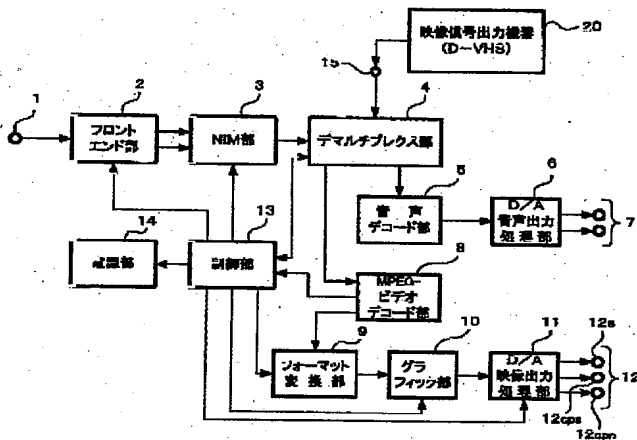 映像信号出力機器
(D-VHS)
20
15
1
2
3
4
フロント
エンド部
NIM部
デマルチプレクス部
5
6
音 声
デコード部
D/A
音声出力
処理部
7
14
13
制御部
8
MPEG-
ビデオ
デコード部
9
10
11
12s
フォーマット
変換部
グラ
フィック部
D/A
映像出力
処理部
12
12cps
12cpn